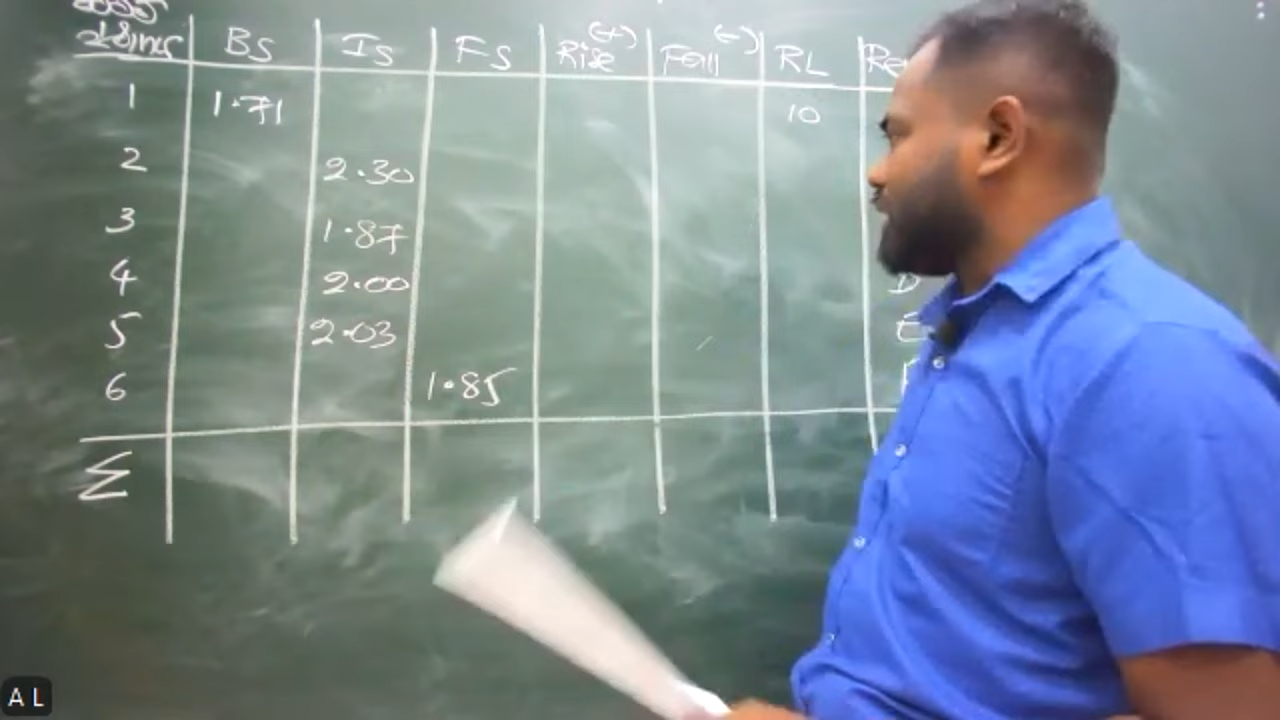 BS IS FS Rise (+) Fall (-) RL Re
1 1.71 10
2 2.30
3 1.87
4 2.00 D
5 2.03 E
6 1.85
Σ
A L